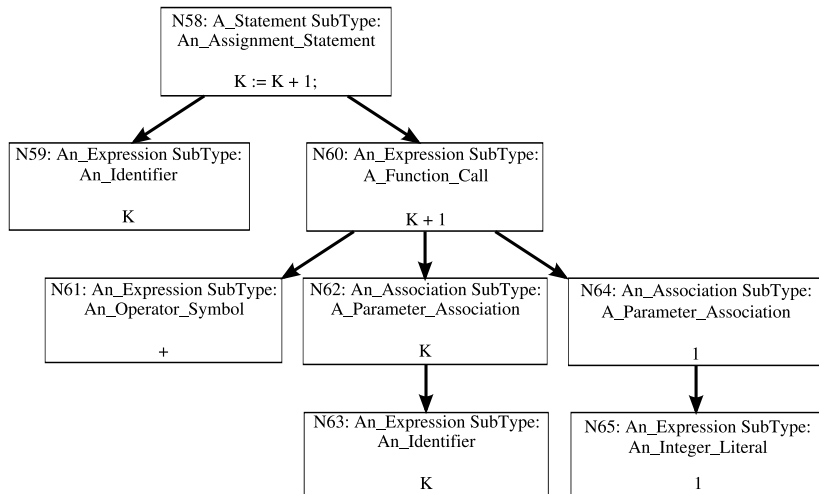 N58: A_Statement SubType:
An_Assignment_Statement
K := K + 1;
N59: An_Expression SubType:
An_Identifier
K
N60: An_Expression SubType:
A_Function_Call
K + 1
N61: An_Expression SubType:
An_Operator_Symbol
+
N62: An_Association SubType:
A_Parameter_Association
K
N64: An_Association SubType:
A_Parameter_Association
1
N63: An_Expression SubType:
An_Identifier
K
N65: An_Expression SubType:
An_Integer_Literal
1